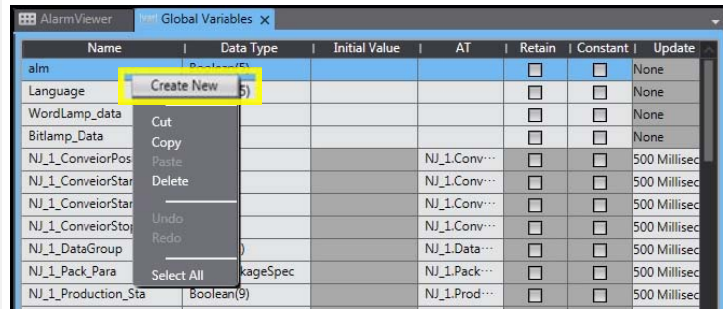 AlarmViewer Global Variables X
Name Data Type Initial Value AT Retain Constant Update
alm Boolean(5) None
Language 5) None
WordLamp_data None
Bitlamp_Data None
NJ_1_ConveiorPos NJ_1.Conv··· 500 Millisec
NJ_1_ConveiorStar NJ_1.Conv··· 500 Millisec
NJ_1_ConveiorStar NJ_1.Conv··· 500 Millisec
NJ_1_ConveiorStop NJ_1.Conv··· 500 Millisec
NJ_1_DataGroup ) NJ_1.Data··· 500 Millisec
NJ_1_Pack_Para kageSpec NJ_1.Pack··· 500 Millisec
NJ_1_Production_Sta Boolean(9) NJ_1.Prod··· 500 Millisec
Create New
Cut
Copy
Paste
Delete
Undo
Redo
Select All